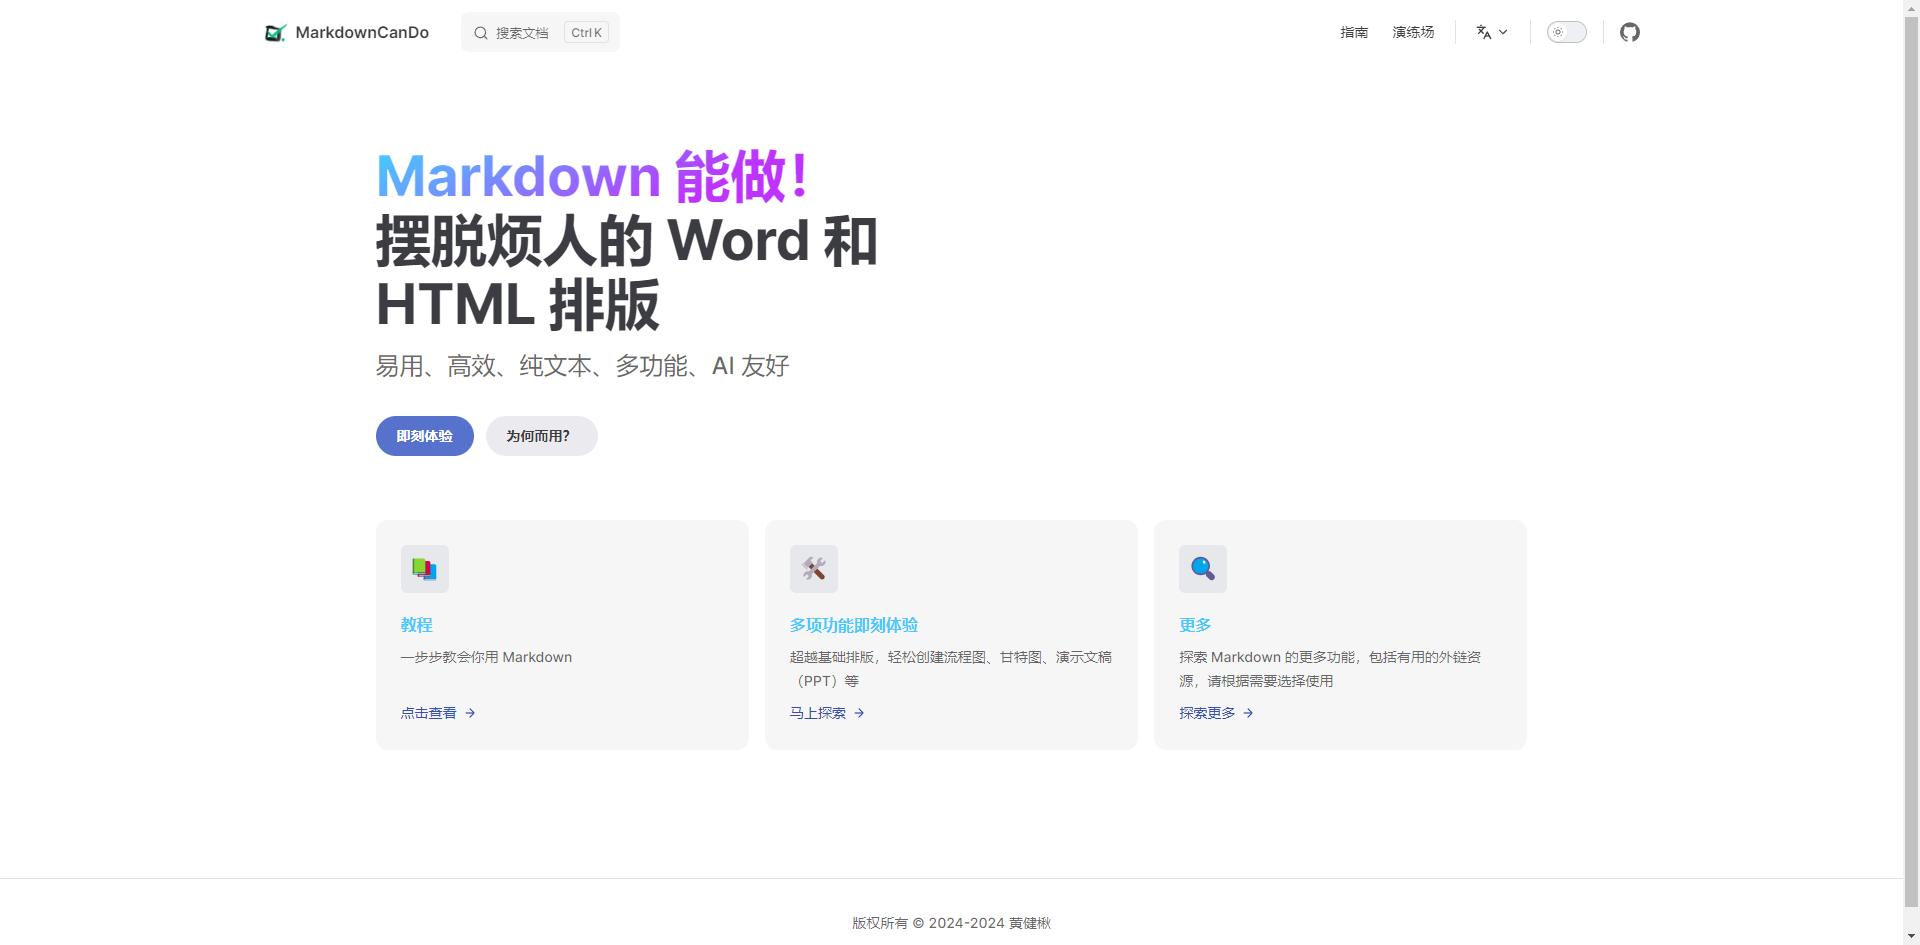 MarkdownCanDo
搜索文档 Ctrl K
指南
演练场
Markdown 能做！
摆脱烦人的 Word 和
HTML 排版
易用、高效、纯文本、多功能、AI 友好
即刻体验
为何而用？
教程
一步步教会你用 Markdown
点击查看 →
多项功能即刻体验
超越基础排版，轻松创建流程图、甘特图、演示文稿
（PPT）等
马上探索 →
更多
探索 Markdown 的更多功能，包括有用的外链资
源，请根据需要选择使用
探索更多 →
版权所有 © 2024-2024 黄健楸